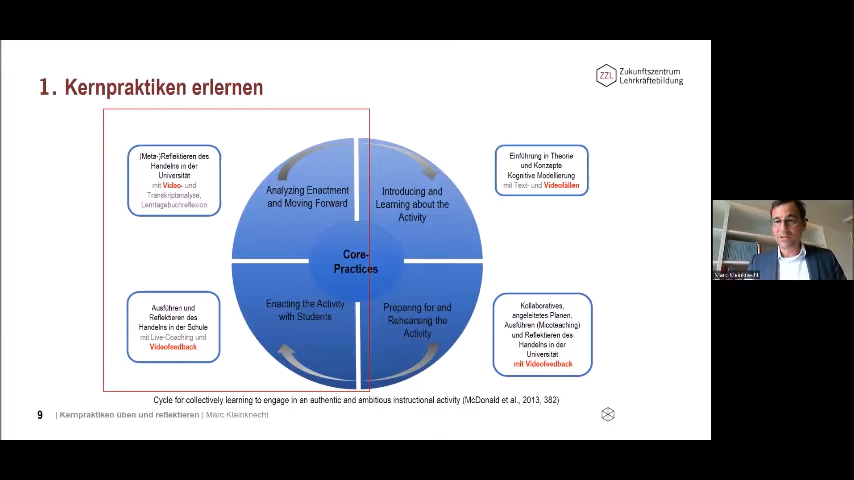 1. Kernpraktiken erlernen
ZZL
Zukunftszentrum
Lehrkräftebildung
(Meta-)Reflektieren des
Handelns in der
Universität
mit Video- und
Transkriptanalyse,
Lerntagebuchreflexion
Analyzing Enactment
and Moving Forward
Introducing and
Learning about the
Activity
Einführung in Theorie
und Konzepte
Kognitive Modellierung
mit Text- und Videofällen
Core-
Practices
Ausführen und
Reflektieren des
Handelns in der Schule
mit Live-Coaching und
Videofeedback
Enacting the Activity
with Students
Preparing for and
Rehearsing the
Activity
Kollaboratives,
angeleitetes Planen,
Ausführen (Micoteaching)
und Reflektieren des
Handelns in der
Universität
mit Videofeedback
Cycle for collectively learning to engage in an authentic and ambitious instructional activity (McDonald et al., 2013, 382)
9 | Kernpraktiken üben und reflektieren | Marc Kleinknecht
Marc Kleinknecht